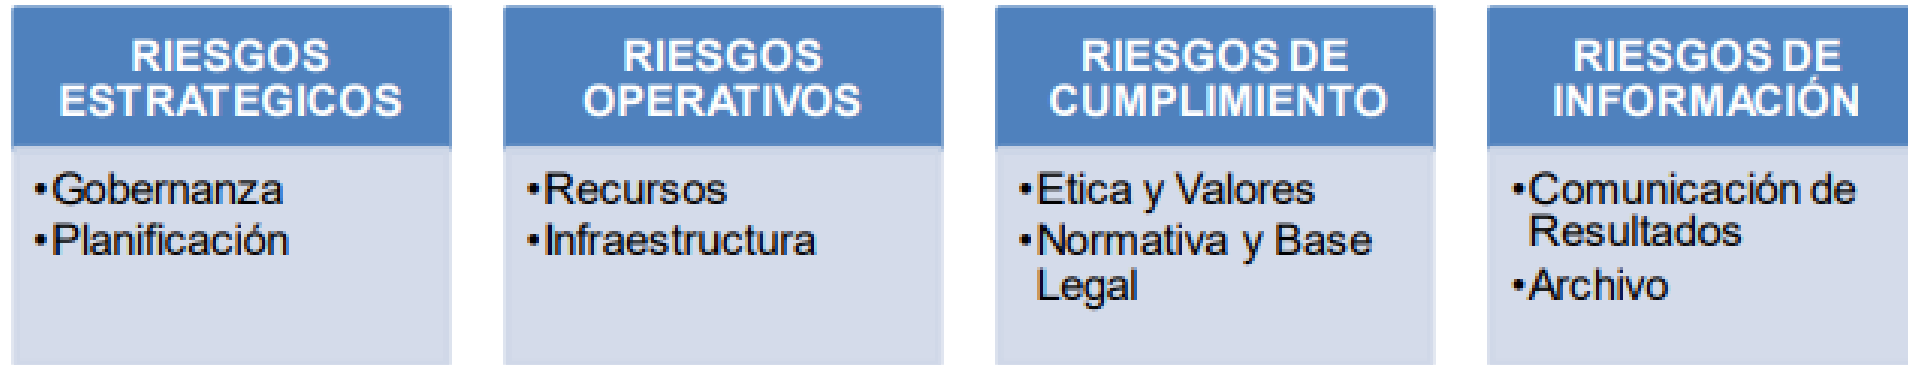 RIESGOS
ESTRATEGICOS
•Gobernanza
•Planificación
RIESGOS
OPERATIVOS
•Recursos
•Infraestructura
RIESGOS DE
CUMPLIMIENTO
•Etica y Valores
•Normativa y Base
Legal
RIESGOS DE
INFORMACIÓN
•Comunicación de
Resultados
•Archivo